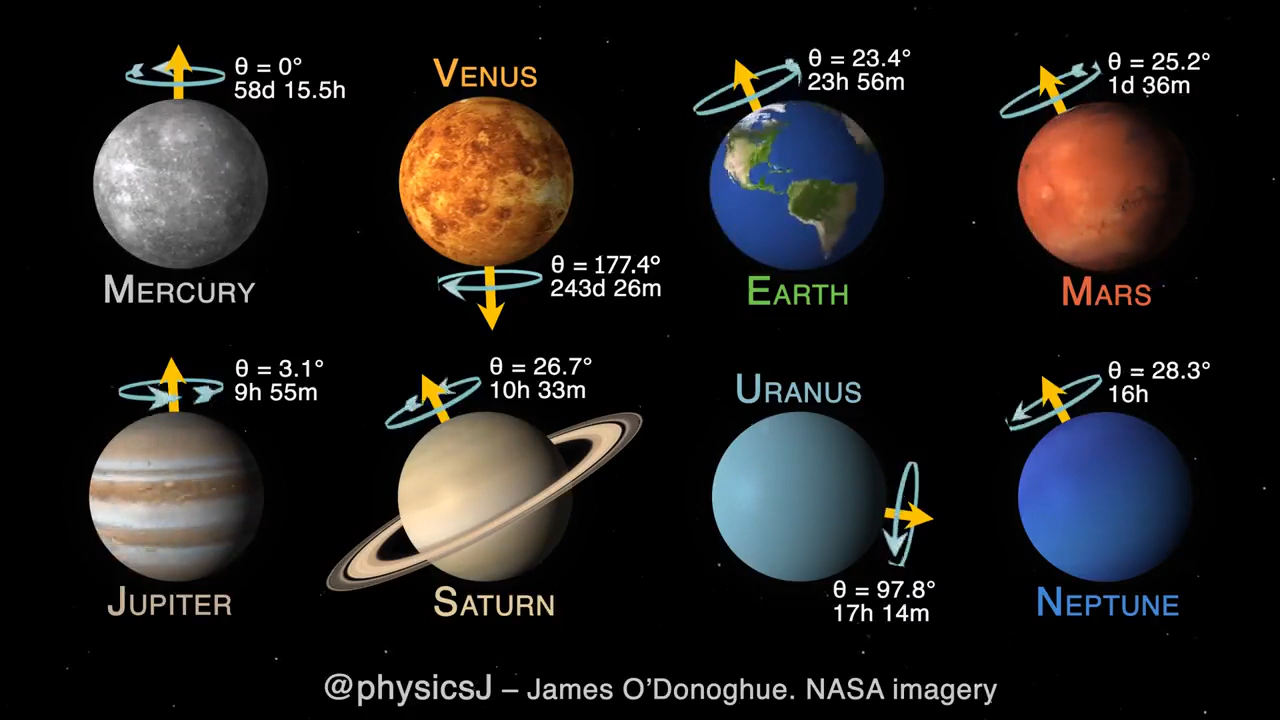 θ = 0°
58d 15.5h
MERCURY
VENUS
θ = 177.4°
243d 26m
θ = 23.4°
23h 56m
EARTH
θ = 25.2°
1d 36m
MARS
θ = 3.1°
9h 55m
JUPITER
θ = 26.7°
10h 33m
SATURN
URANUS
θ = 97.8°
17h 14m
θ = 28.3°
16h
NEPTUNE
@physicsJ – James O'Donoghue. NASA imagery